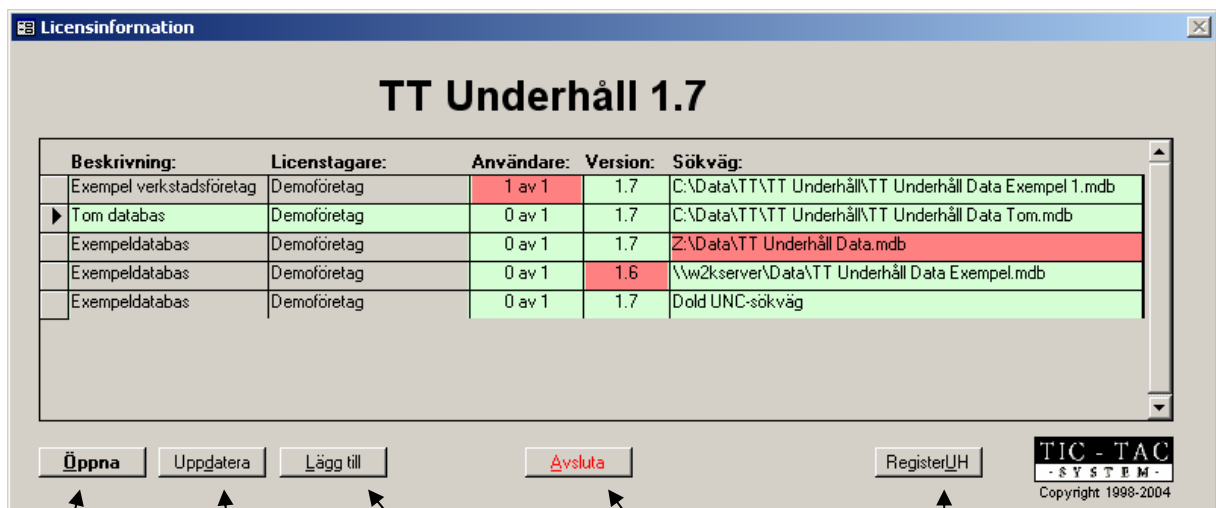 Licensinformation
TT Underhåll 1.7
Beskrivning: Licenstagare: Användare: Version: Sökväg:
Exempel verkstadsföretag Demoföretag 1 av 1 1.7 C:\Data\TT\TT Underhåll\TT Underhåll Data Exempel 1.mdb
Tom databas Demoföretag 0 av 1 1.7 C:\Data\TT\TT Underhåll\TT Underhåll Data Tom.mdb
Exempeldatabas Demoföretag 0 av 1 1.7 Z:\Data\TT Underhåll Data.mdb
Exempeldatabas Demoföretag 0 av 1 1.6 \\w2kserver\Data\TT Underhåll Data Exempel.mdb
Exempeldatabas Demoföretag 0 av 1 1.7 Dold UNC-sökväg
Öppna Uppdatera Lägg till Avsluta RegisterUH
TIC - TAC
- SYSTEM -
Copyright 1998-2004